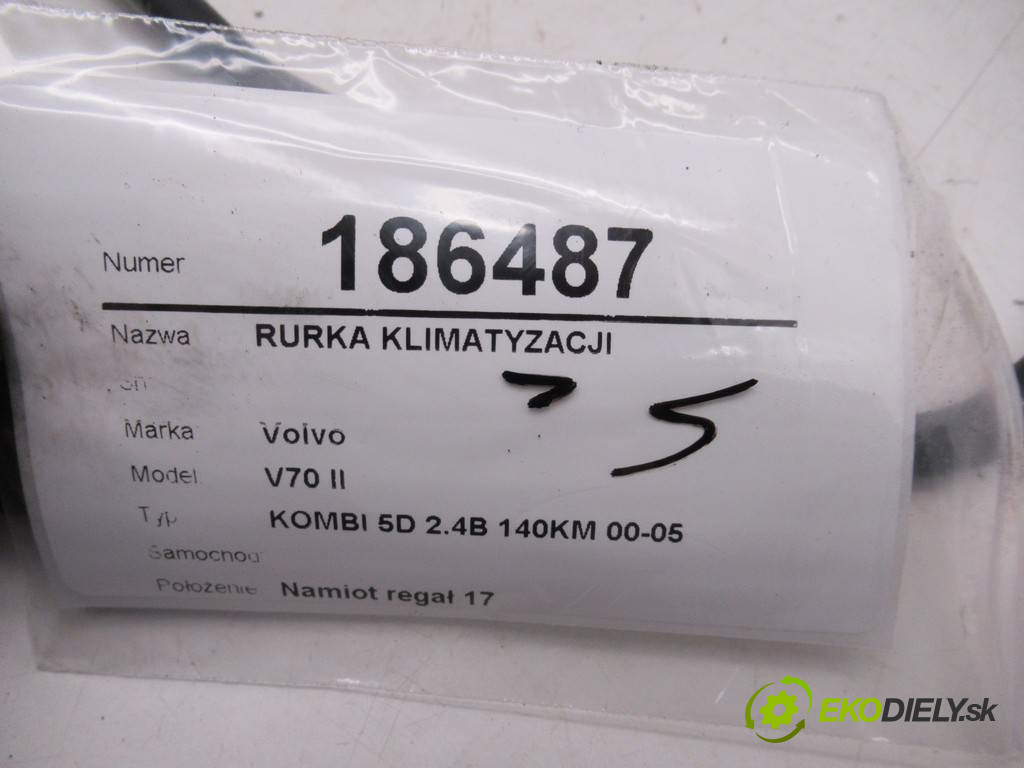 Numer 186487
Nazwa RURKA KLIMATYZACJI
5
Marka Volvo
Model V70 II
Typ KOMBI 5D 2.4B 140KM 00-05
Samochod
Położenie Namiot regał 17
EKODIELY.sk